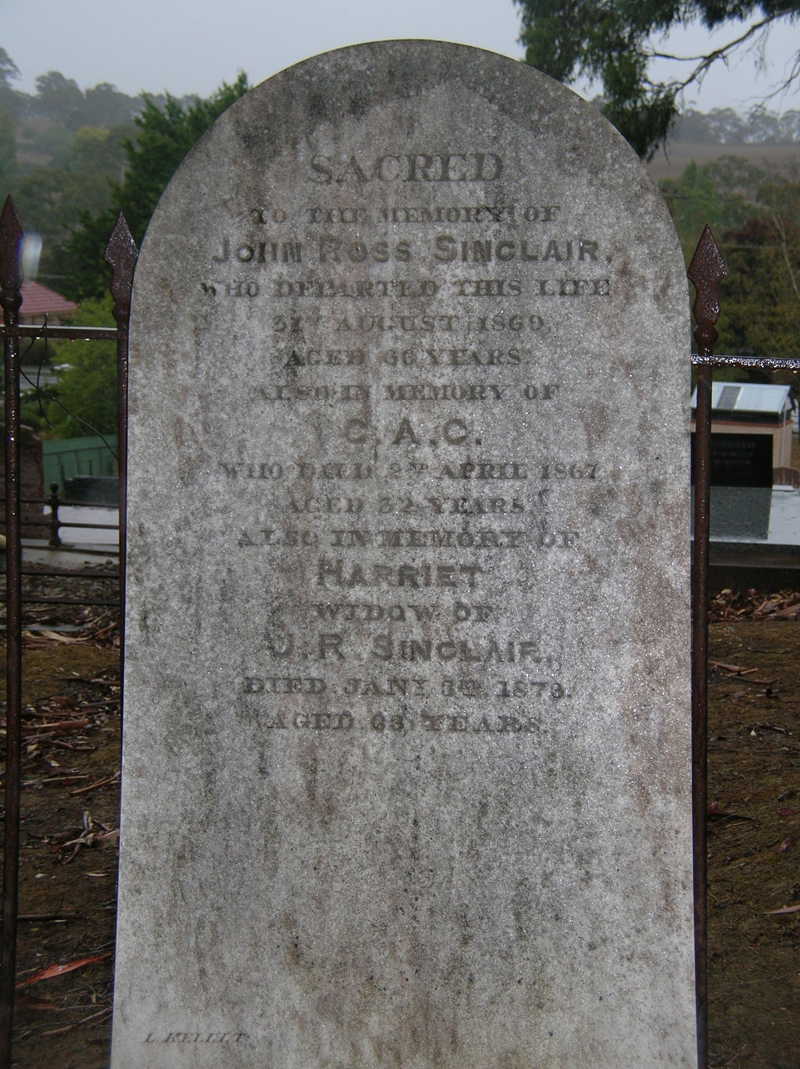 SACRED
TO THE MEMORY OF
JOHN ROSS SINCLAIR,
WHO DEPARTED THIS LIFE
31ST AUGUST 1869,
AGED 66 YEARS.
ALSO IN MEMORY OF
C. A. C.
WHO DIED APRIL 1867
AGED 32 YEARS.
ALSO IN MEMORY OF
HARRIET
WIDOW OF
J. R. SINCLAIR,
DIED JANY 1878.
AGED YEARS.